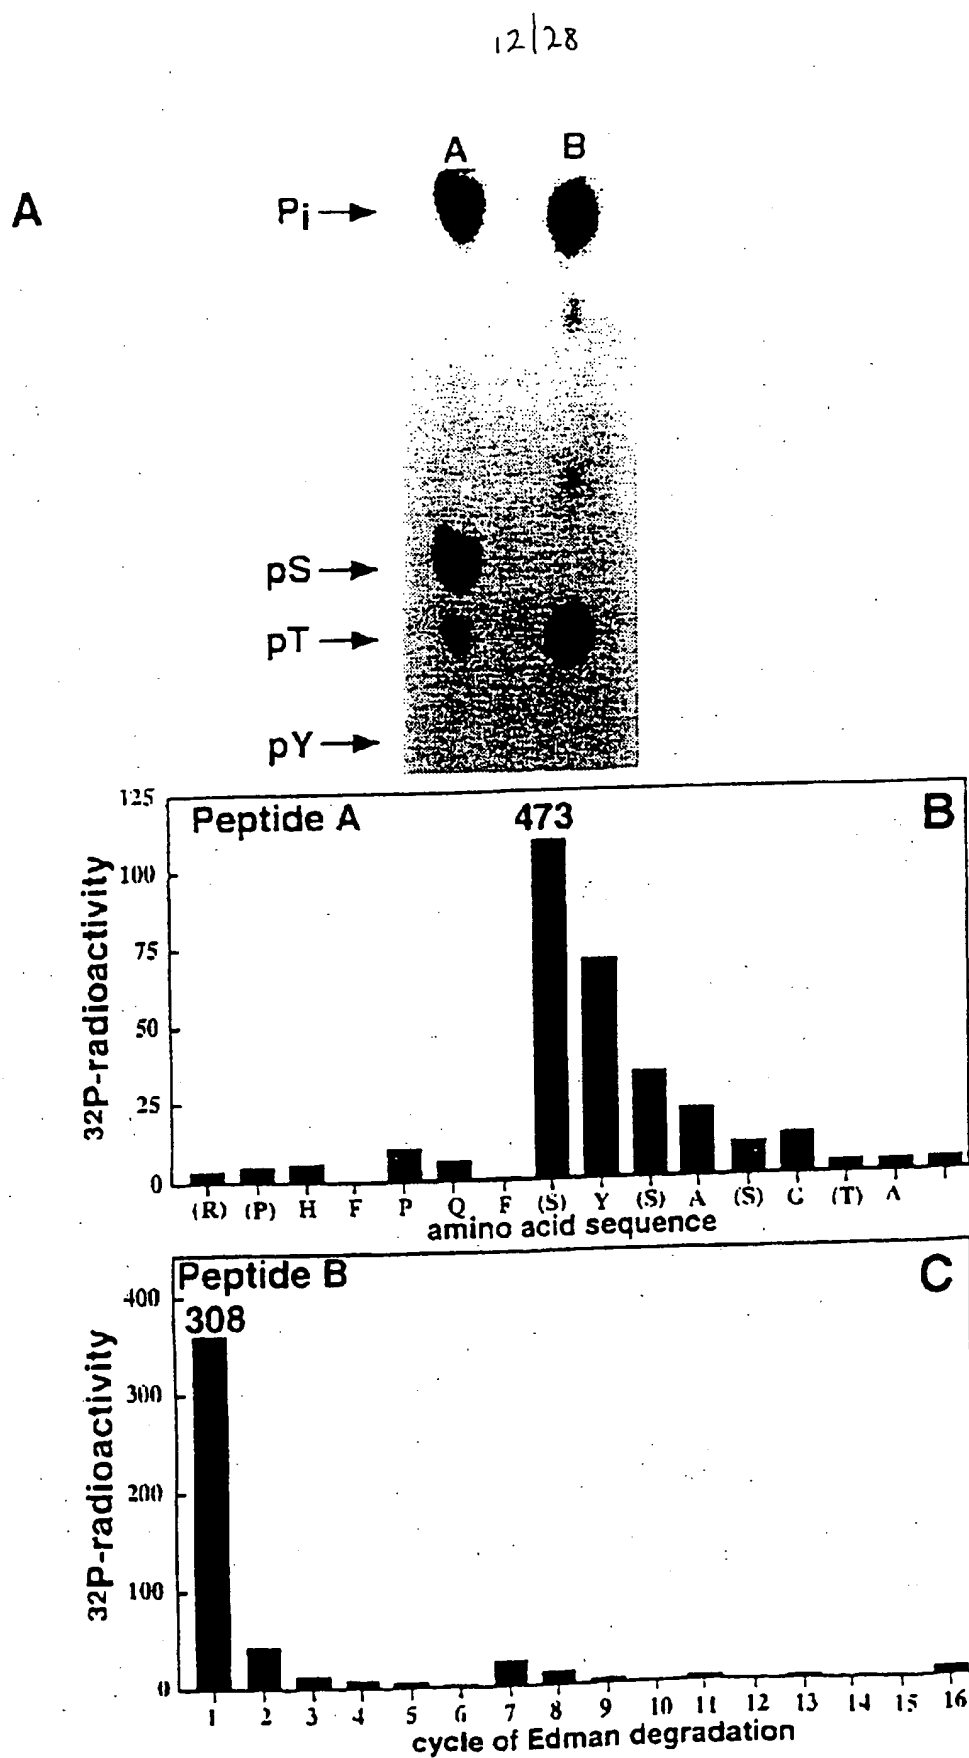 12/28
A B
A
Pi
pS
pT
pY
Peptide A 473 B
32P-radioactivity
125
100
75
50
25
0
(R) (P) H F P Q F (S) Y (S) A (S) G (T) A
amino acid sequence
Peptide B C
308
32P-radioactivity
400
300
200
100
0
1 2 3 4 5 6 7 8 9 10 11 12 13 14 15 16
cycle of Edman degradation